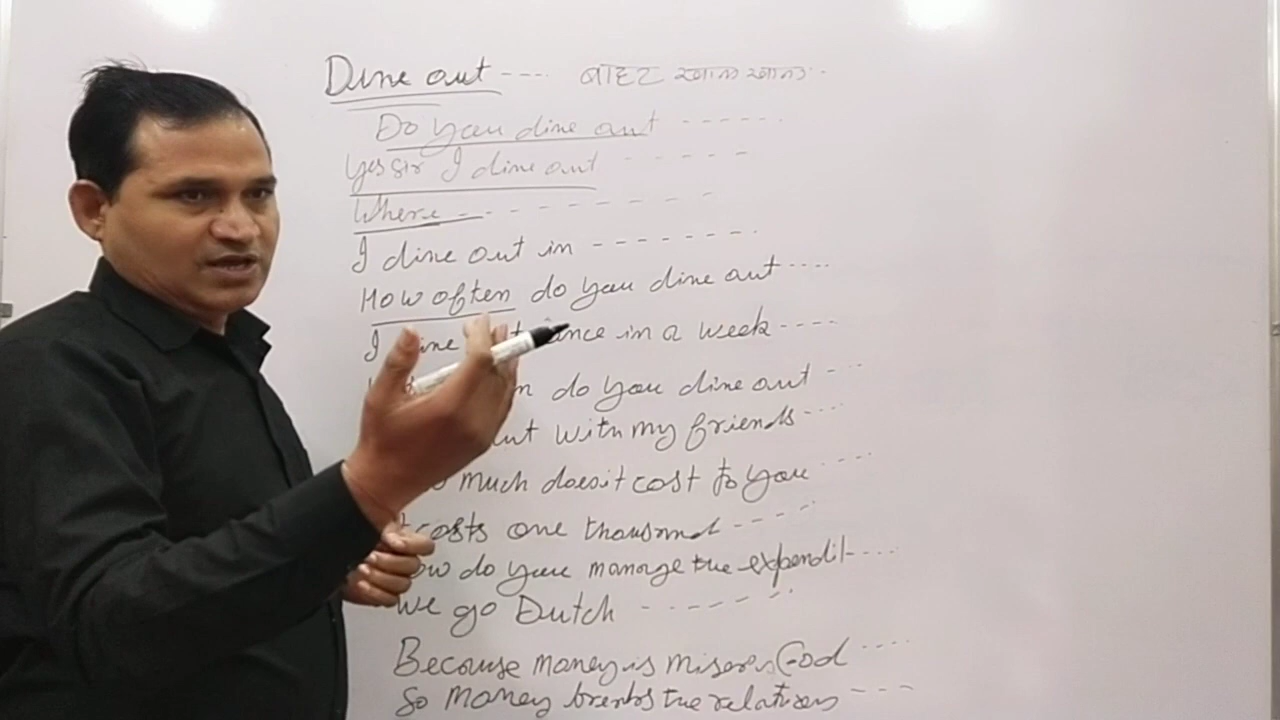 Dine out ---- बाहर खाना खाना
Do you dine out ------
Yes sir I dine out -----
Where - - - - - - - -
I dine out in --------
How often do you dine out ----
I dine once in a week ----
do you dine out ---
with my friends ----
much does it cost to you ----
costs one thousand ----
do you manage the expendit----
We go Dutch ------
Because money is misers God ----
So money the relations ---